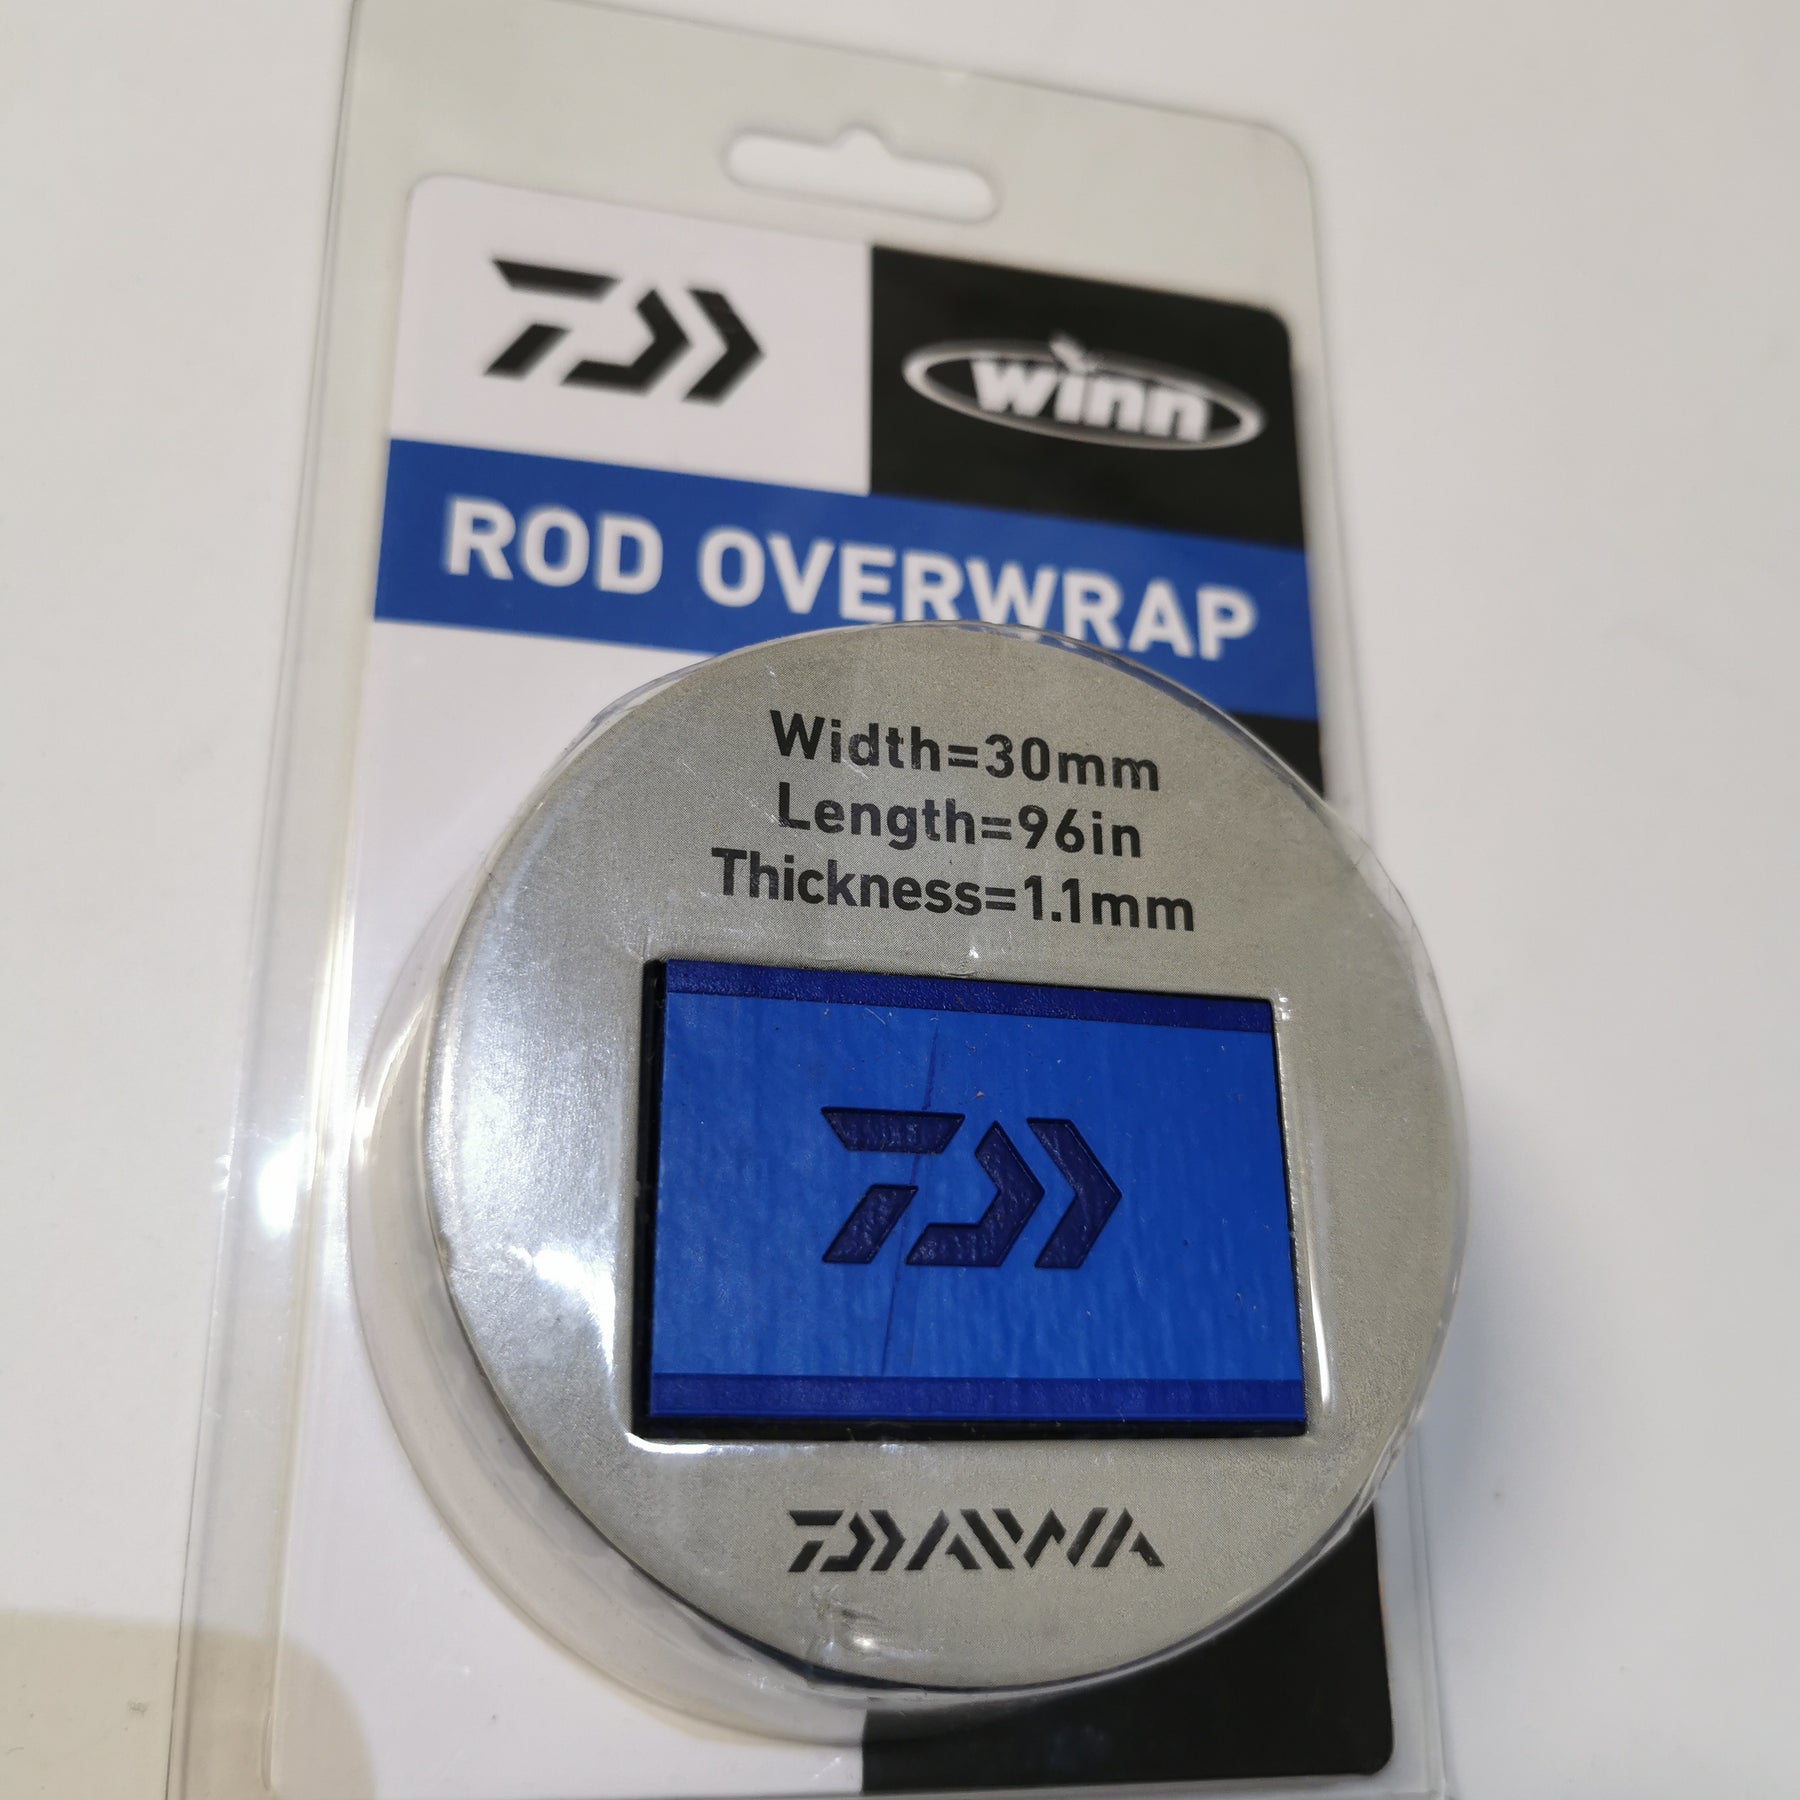 winn
ROD OVERWRAP
Width=30mm
Length=96in
Thickness=1.1mm
DAIWA